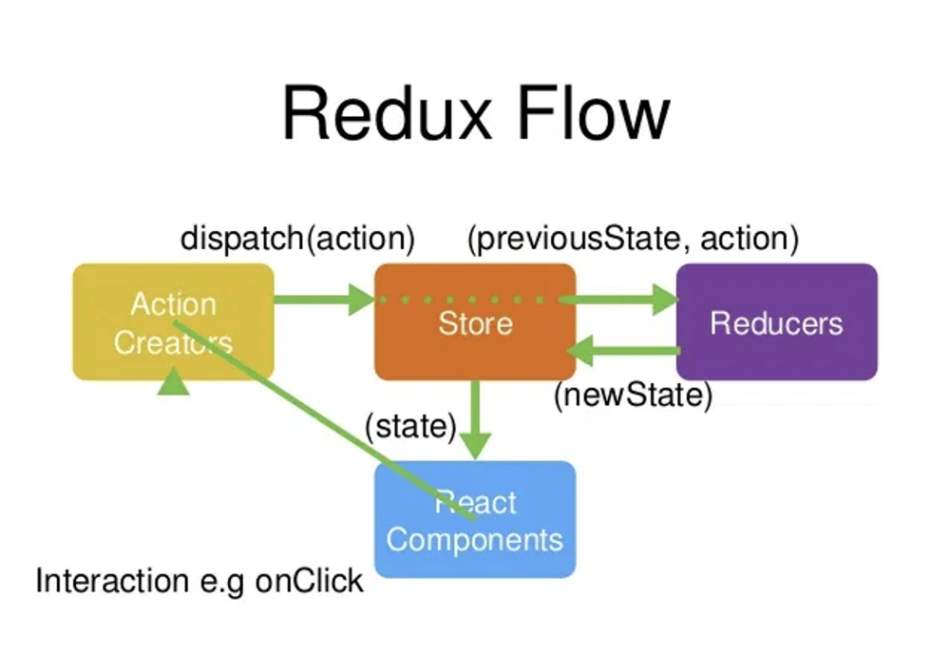 Redux Flow
dispatch(action)
(previousState, action)
Action
Creators
Store
Reducers
(newState)
(state)
React
Components
Interaction e.g onClick